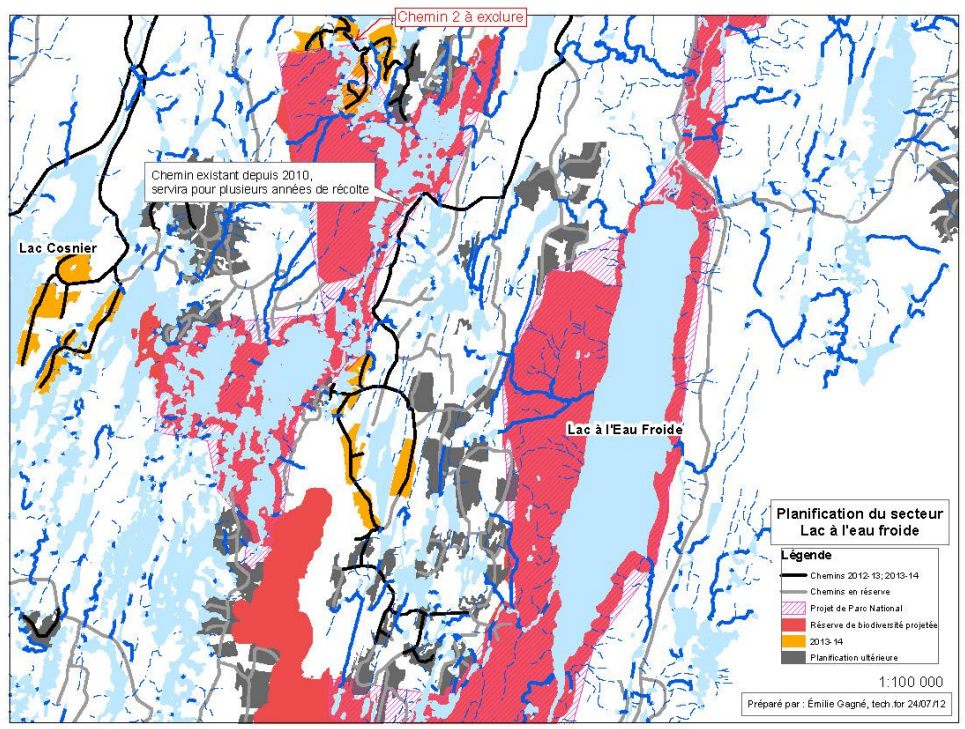 Chemin 2 à exclure
Chemin existant depuis 2010,
servira pour plusieurs années de récolte
Lac Cosnier
Lac à l'Eau Froide
Planification du secteur
Lac à l'eau froide
Légende
Chemins 2012-13; 2013-14
Chemins en réserve
Projet de Parc National
Réserve de biodiversité projetée
2013-14
Planification ultérieure
1:100 000
Préparé par : Émilie Gagné, tech.for 24/07/12